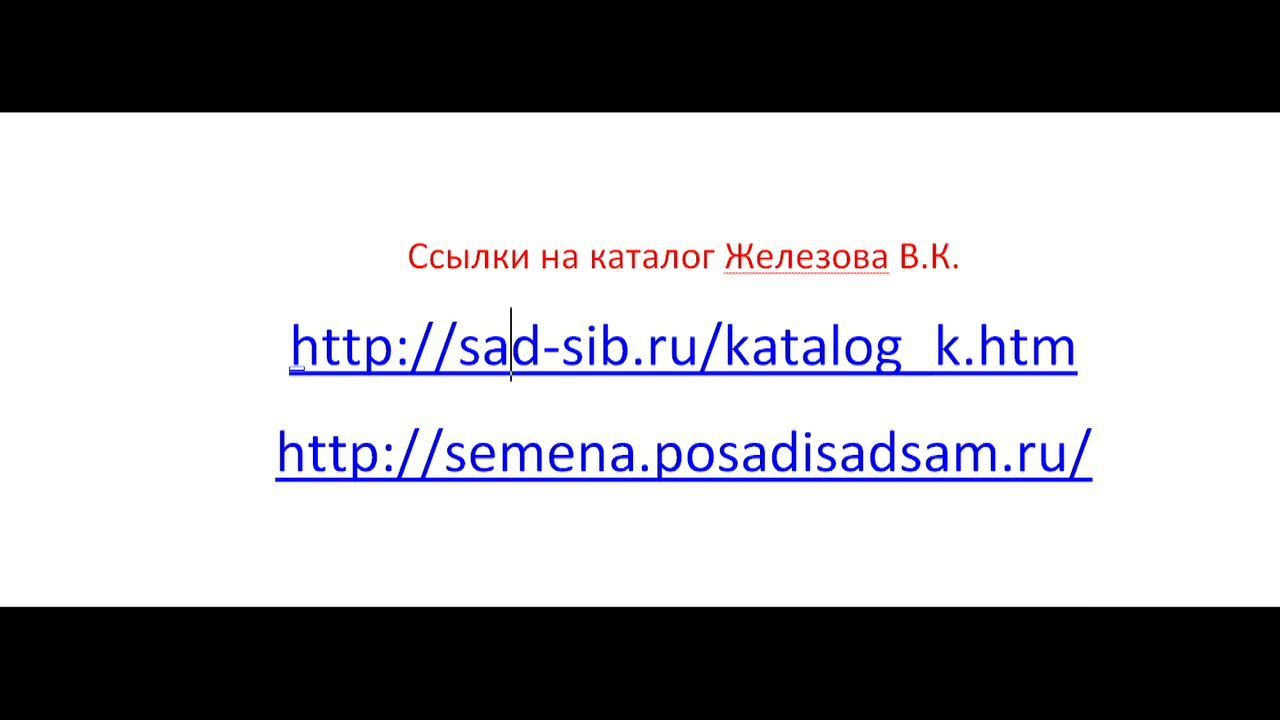 Ссылки на каталог Железова В.К.
http://sad-sib.ru/katalog_k.htm
http://semena.posadisadsam.ru/